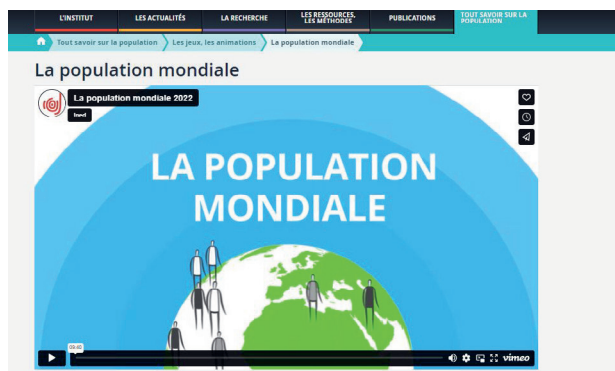 L'INSTITUT
LES ACTUALITÉS
LA RECHERCHE
LES RESSOURCES,
LES MÉTHODES
PUBLICATIONS
TOUT SAVOIR SUR LA
POPULATION
Tout savoir sur la population
Les jeux, les animations
La population mondiale
La population mondiale
La population mondiale 2022
Ined
LA POPULATION
MONDIALE
vimeo